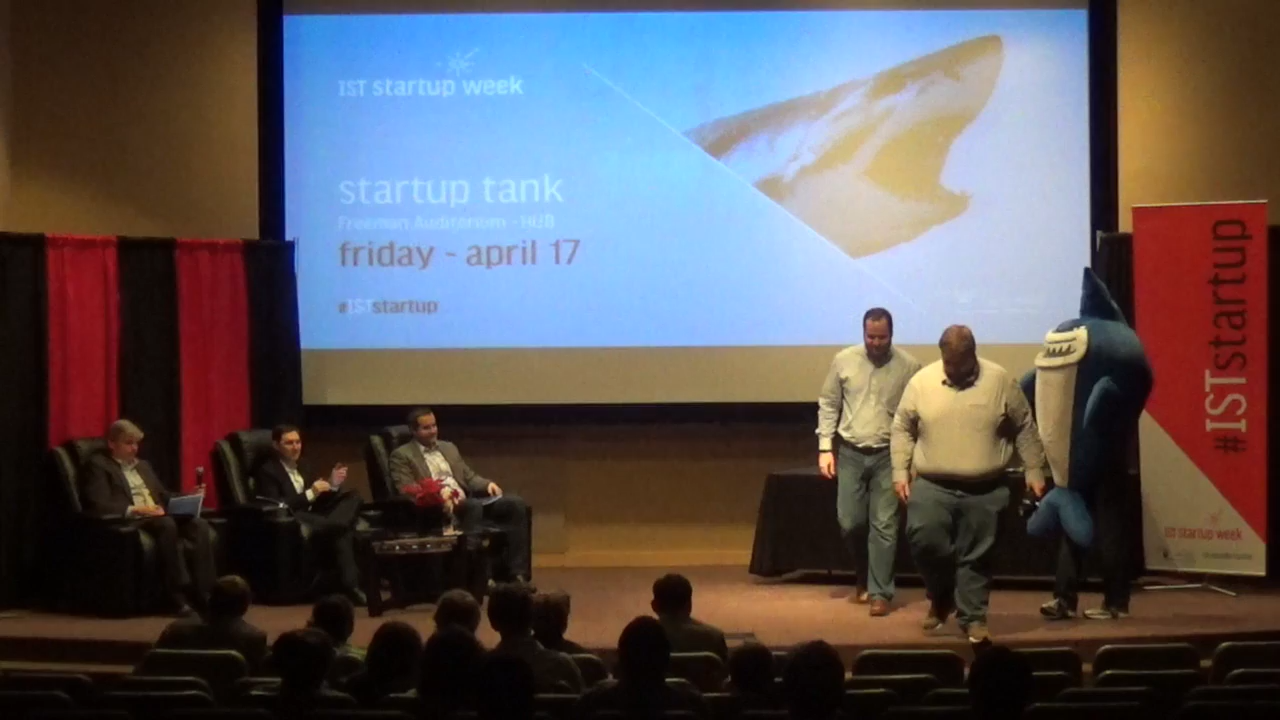 IST startup week
startup tank
Freeman Auditorium - HUB
friday - april 17
#ISTstartup
#ISTstartup
IST startup week